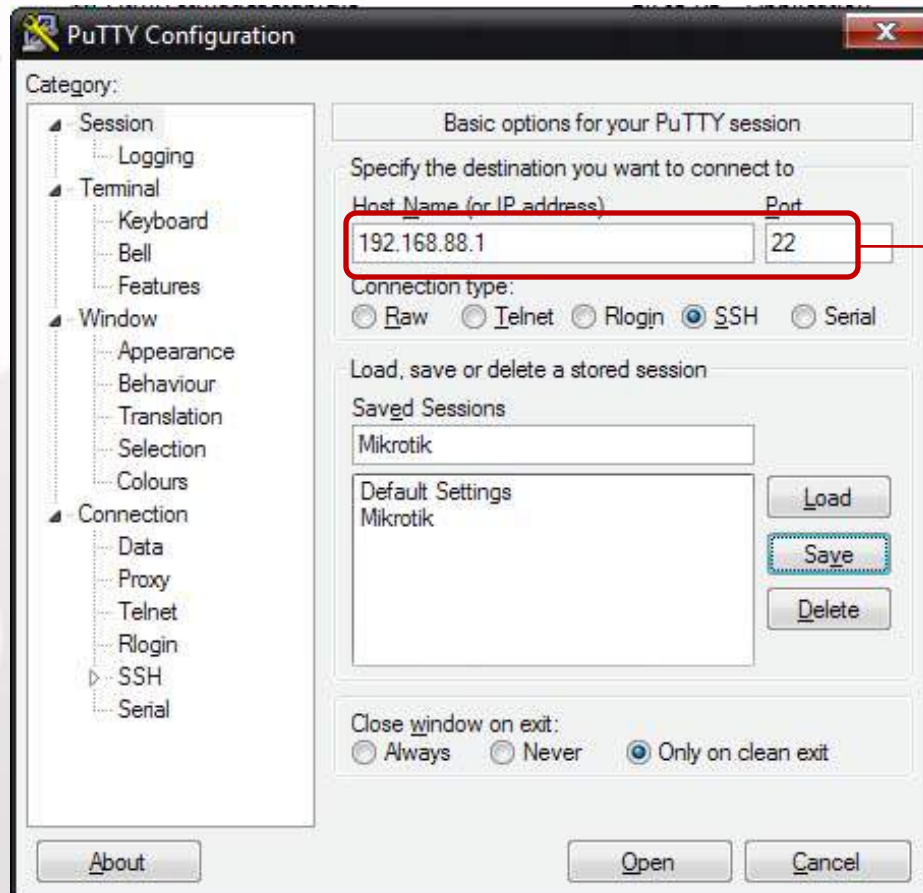 PuTTY Configuration
Category:
Session
Logging
Terminal
Keyboard
Bell
Features
Window
Appearance
Behaviour
Translation
Selection
Colours
Connection
Data
Proxy
Telnet
Rlogin
SSH
Serial
Basic options for your PuTTY session
Specify the destination you want to connect to
Host Name (or IP address) Port
192.168.88.1 22
Connection type:
Raw Telnet Rlogin SSH Serial
Load, save or delete a stored session
Saved Sessions
Mikrotik
Default Settings
Mikrotik
Load
Save
Delete
Close window on exit:
Always Never Only on clean exit
About Open Cancel